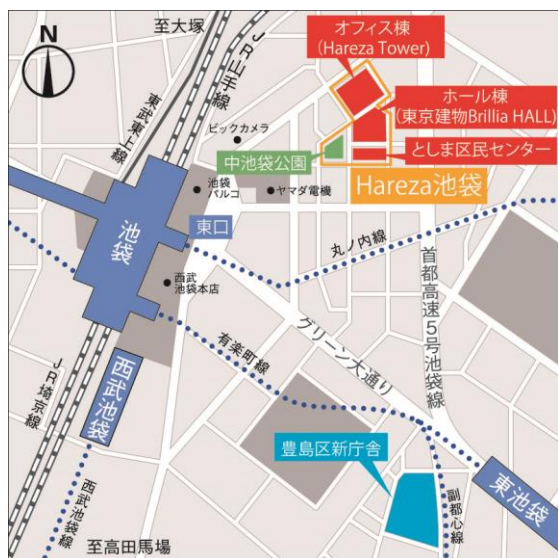 N
至大塚
オフィス棟
(Hareza Tower)
JR山手線
東武東上線
ホール棟
(東京建物Brillia HALL)
ビックカメラ
中池袋公園
としま区民センター
Hareza池袋
池袋
パルコ
ヤマダ電機
池袋
東口
丸ノ内線
首都高速5号池袋線
西武
池袋本店
グリーン大通り
有楽町線
JR埼京線
西武池袋
豊島区新庁舎
東池袋
副都心線
西武池袋線
至高田馬場